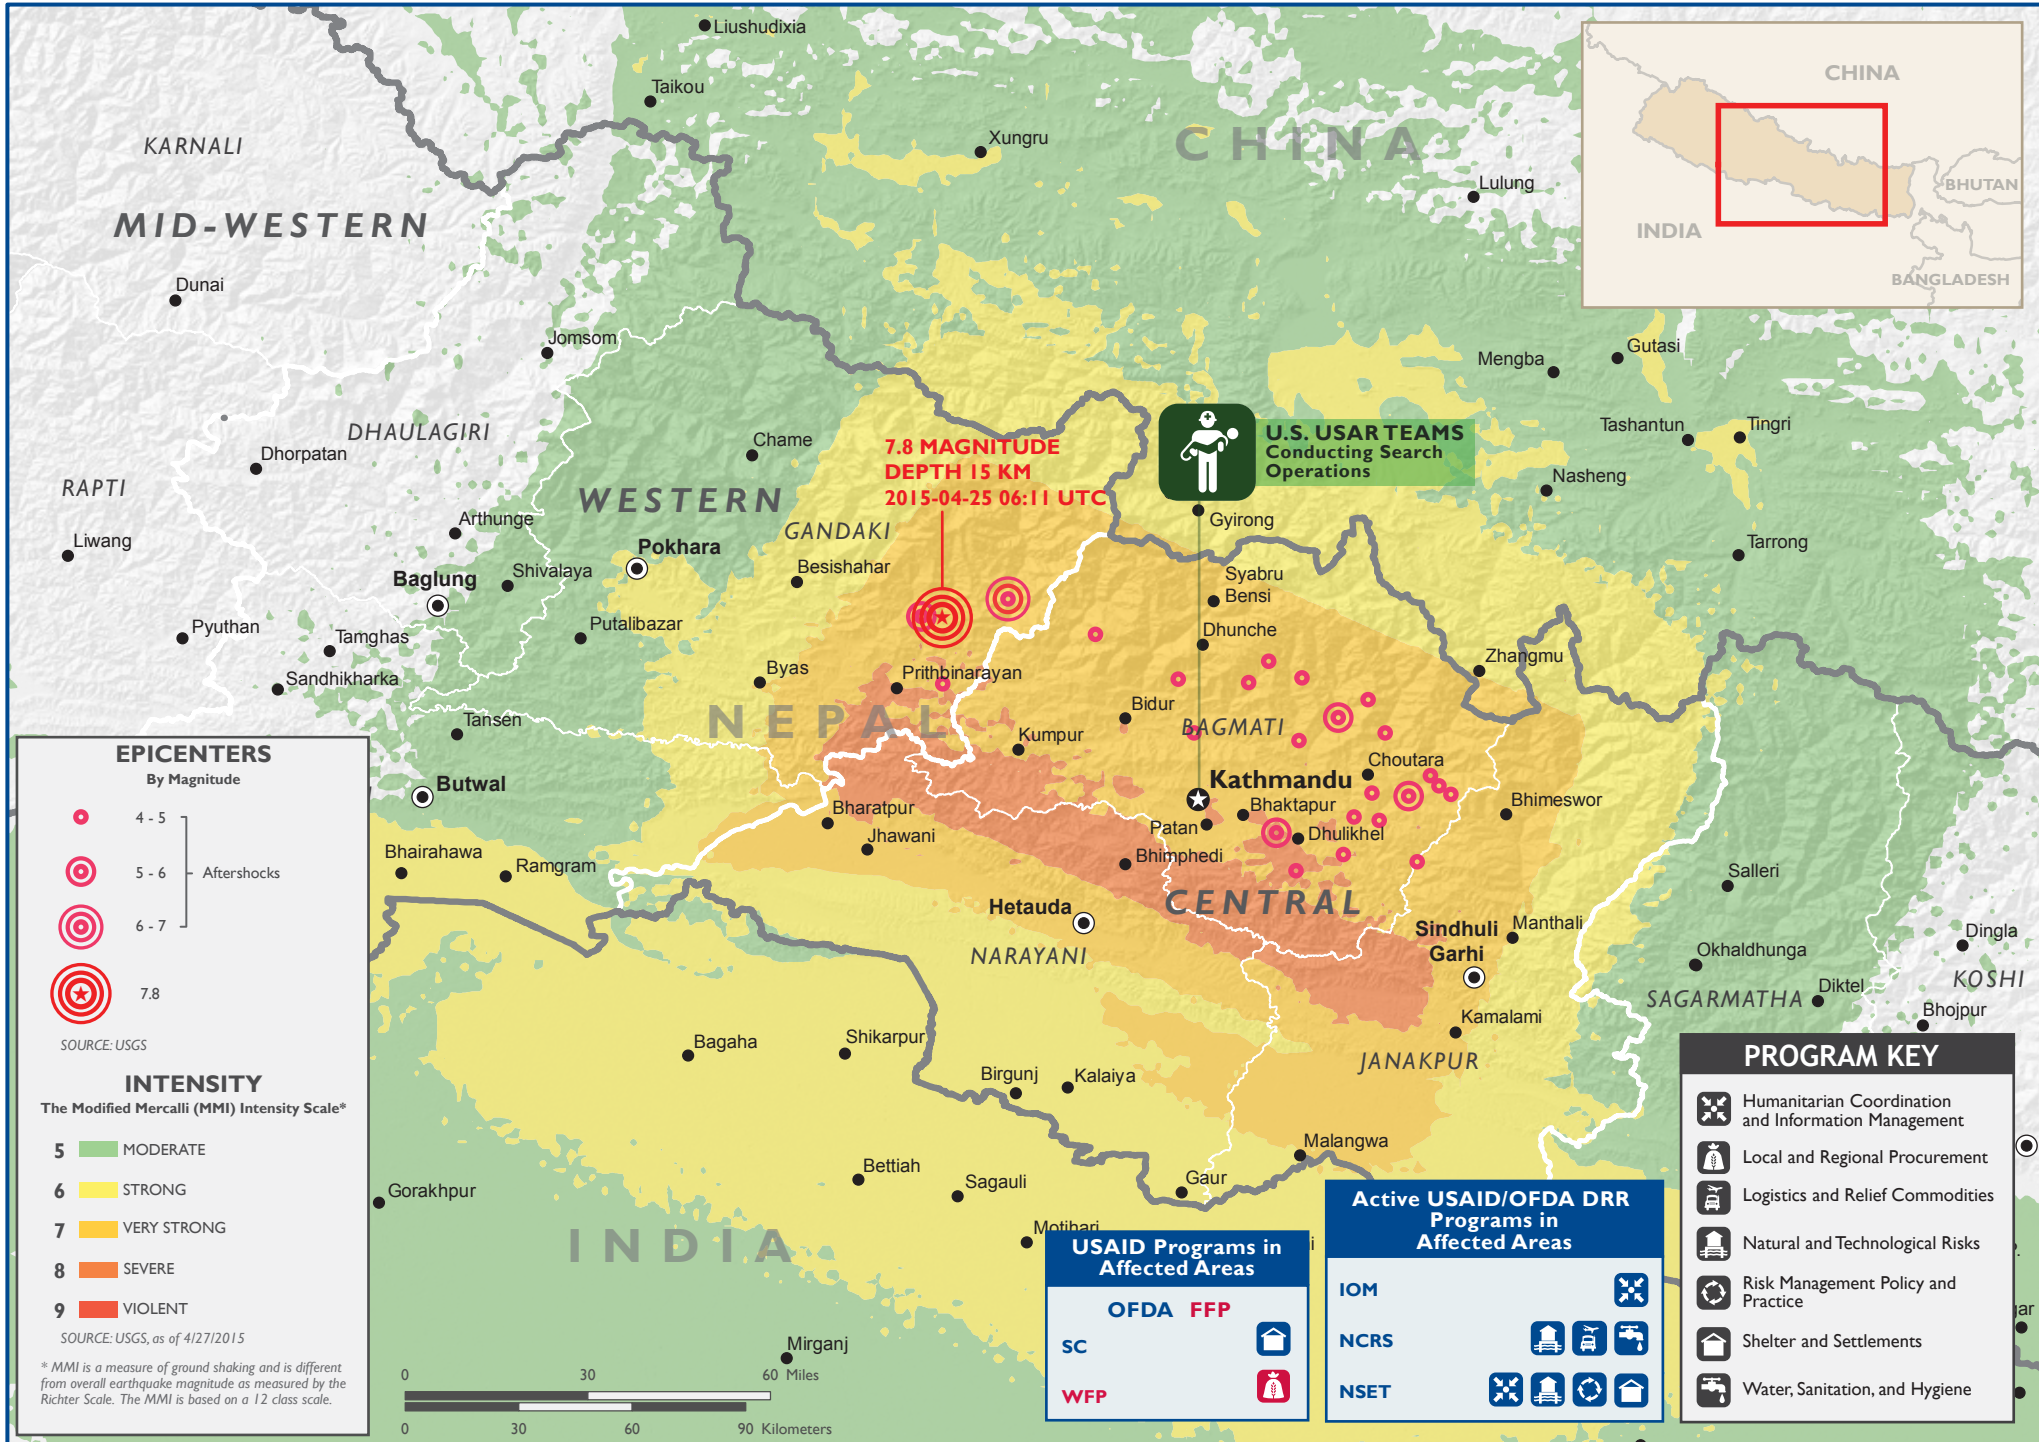 Liushudixia
Taikou
KARNALI
Xungru
CHINA
Lulung
MID-WESTERN
Dunai
Jomsom
Mengba
Gutasi
DHAULAGIRI
Chame
Dhorpatan
RAPTI
Tashantun
Tingri
Nasheng
Tarrong
WESTERN
GANDAKI
7.8 MAGNITUDE
DEPTH 15 KM
2015-04-25 06:11 UTC
U.S. USAR TEAMS
Conducting Search
Operations
Gyirong
Arthunge
Liwang
Pokhara
Besishahar
Baglung
Shivalaya
Syabru
Bensi
Pyuthan
Tamghas
Putalibazar
Dhunche
Zhangmu
Sandhikharka
Byas
Prithbinarayan
Bidur
NEPAL
BAGMATI
Tansen
Kumpur
Choutara
Kathmandu
Butwal
Bharatpur
Bhaktapur
Bhimeswor
Patan
Dhulikhel
Jhawani
Bhimphedi
Bhairahawa
Ramgram
Salleri
CENTRAL
Hetauda
Sindhuli
Garhi
Manthali
Dingla
NARAYANI
Okhaldhunga
KOSHI
SAGARMATHA
Diktel
Bhojpur
Kamalami
JANAKPUR
Bagaha
Shikarpur
Birgunj
Kalaiya
Malangwa
Bettiah
Sagauli
Gaur
Gorakhpur
Motihari
INDIA
Mirganj
CHINA
BHUTAN
INDIA
BANGLADESH
EPICENTERS
By Magnitude
4 - 5
5 - 6
Aftershocks
6 - 7
7.8
SOURCE: USGS
INTENSITY
The Modified Mercalli (MMI) Intensity Scale*
5 MODERATE
6 STRONG
7 VERY STRONG
8 SEVERE
9 VIOLENT
SOURCE: USGS, as of 4/27/2015
* MMI is a measure of ground shaking and is different
from overall earthquake magnitude as measured by the
Richter Scale. The MMI is based on a 12 class scale.
0 30 60 Miles
0 30 60 90 Kilometers
USAID Programs in
Affected Areas
OFDA FFP
SC
WFP
Active USAID/OFDA DRR
Programs in
Affected Areas
IOM
NCRS
NSET
PROGRAM KEY
Humanitarian Coordination
and Information Management
Local and Regional Procurement
Logistics and Relief Commodities
Natural and Technological Risks
Risk Management Policy and
Practice
Shelter and Settlements
Water, Sanitation, and Hygiene